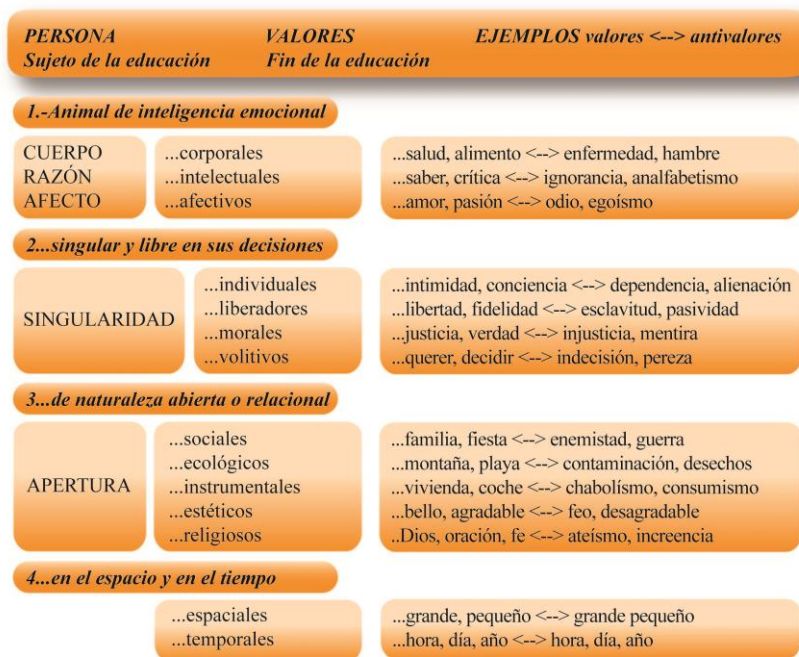 PERSONA VALORES EJEMPLOS valores <--> antivalores
Sujeto de la educación Fin de la educación
1.-Animal de inteligencia emocional
CUERPO ...corporales ...salud, alimento <--> enfermedad, hambre
RAZÓN ...intelectuales ...saber, crítica <--> ignorancia, analfabetismo
AFECTO ...afectivos ...amor, pasión <--> odio, egoísmo
2...singular y libre en sus decisiones
...individuales ...intimidad, conciencia <--> dependencia, alienación
SINGULARIDAD ...liberadores ...libertad, fidelidad <--> esclavitud, pasividad
...morales ...justicia, verdad <--> injusticia, mentira
...volitivos ...querer, decidir <--> indecisión, pereza
3...de naturaleza abierta o relacional
...sociales ...familia, fiesta <--> enemistad, guerra
...ecológicos ...montaña, playa <--> contaminación, desechos
APERTURA ...instrumentales ...vivienda, coche <--> chabolísmo, consumismo
...estéticos ...bello, agradable <--> feo, desagradable
...religiosos ..Dios, oración, fe <--> ateísmo, increencia
4...en el espacio y en el tiempo
...espaciales ...grande, pequeño <--> grande pequeño
...temporales ...hora, día, año <--> hora, día, año